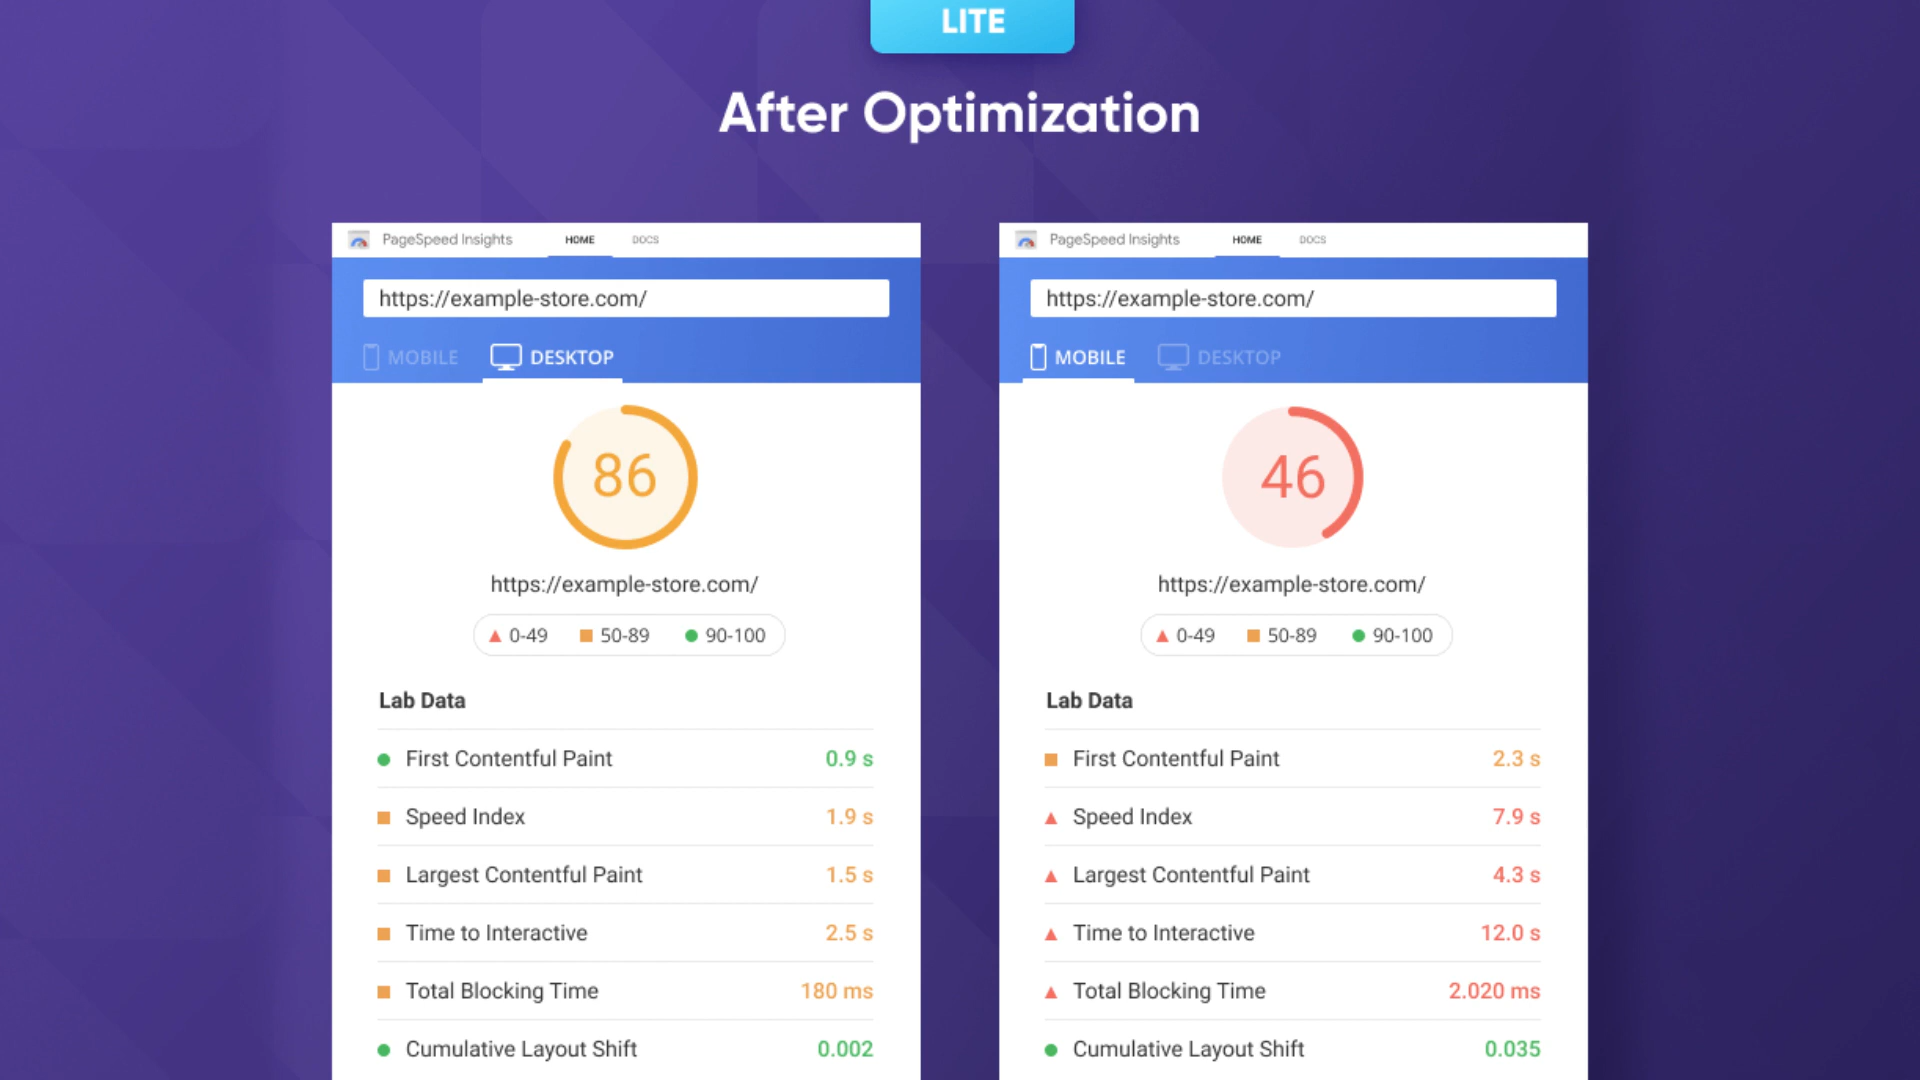 LITE
After Optimization
PageSpeed Insights HOME DOCS
https://example-store.com/
MOBILE DESKTOP
86
https://example-store.com/
0-49 50-89 90-100
Lab Data
First Contentful Paint 0.9 s
Speed Index 1.9 s
Largest Contentful Paint 1.5 s
Time to Interactive 2.5 s
Total Blocking Time 180 ms
Cumulative Layout Shift 0.002
PageSpeed Insights HOME DOCS
https://example-store.com/
MOBILE DESKTOP
46
https://example-store.com/
0-49 50-89 90-100
Lab Data
First Contentful Paint 2.3 s
Speed Index 7.9 s
Largest Contentful Paint 4.3 s
Time to Interactive 12.0 s
Total Blocking Time 2.020 ms
Cumulative Layout Shift 0.035